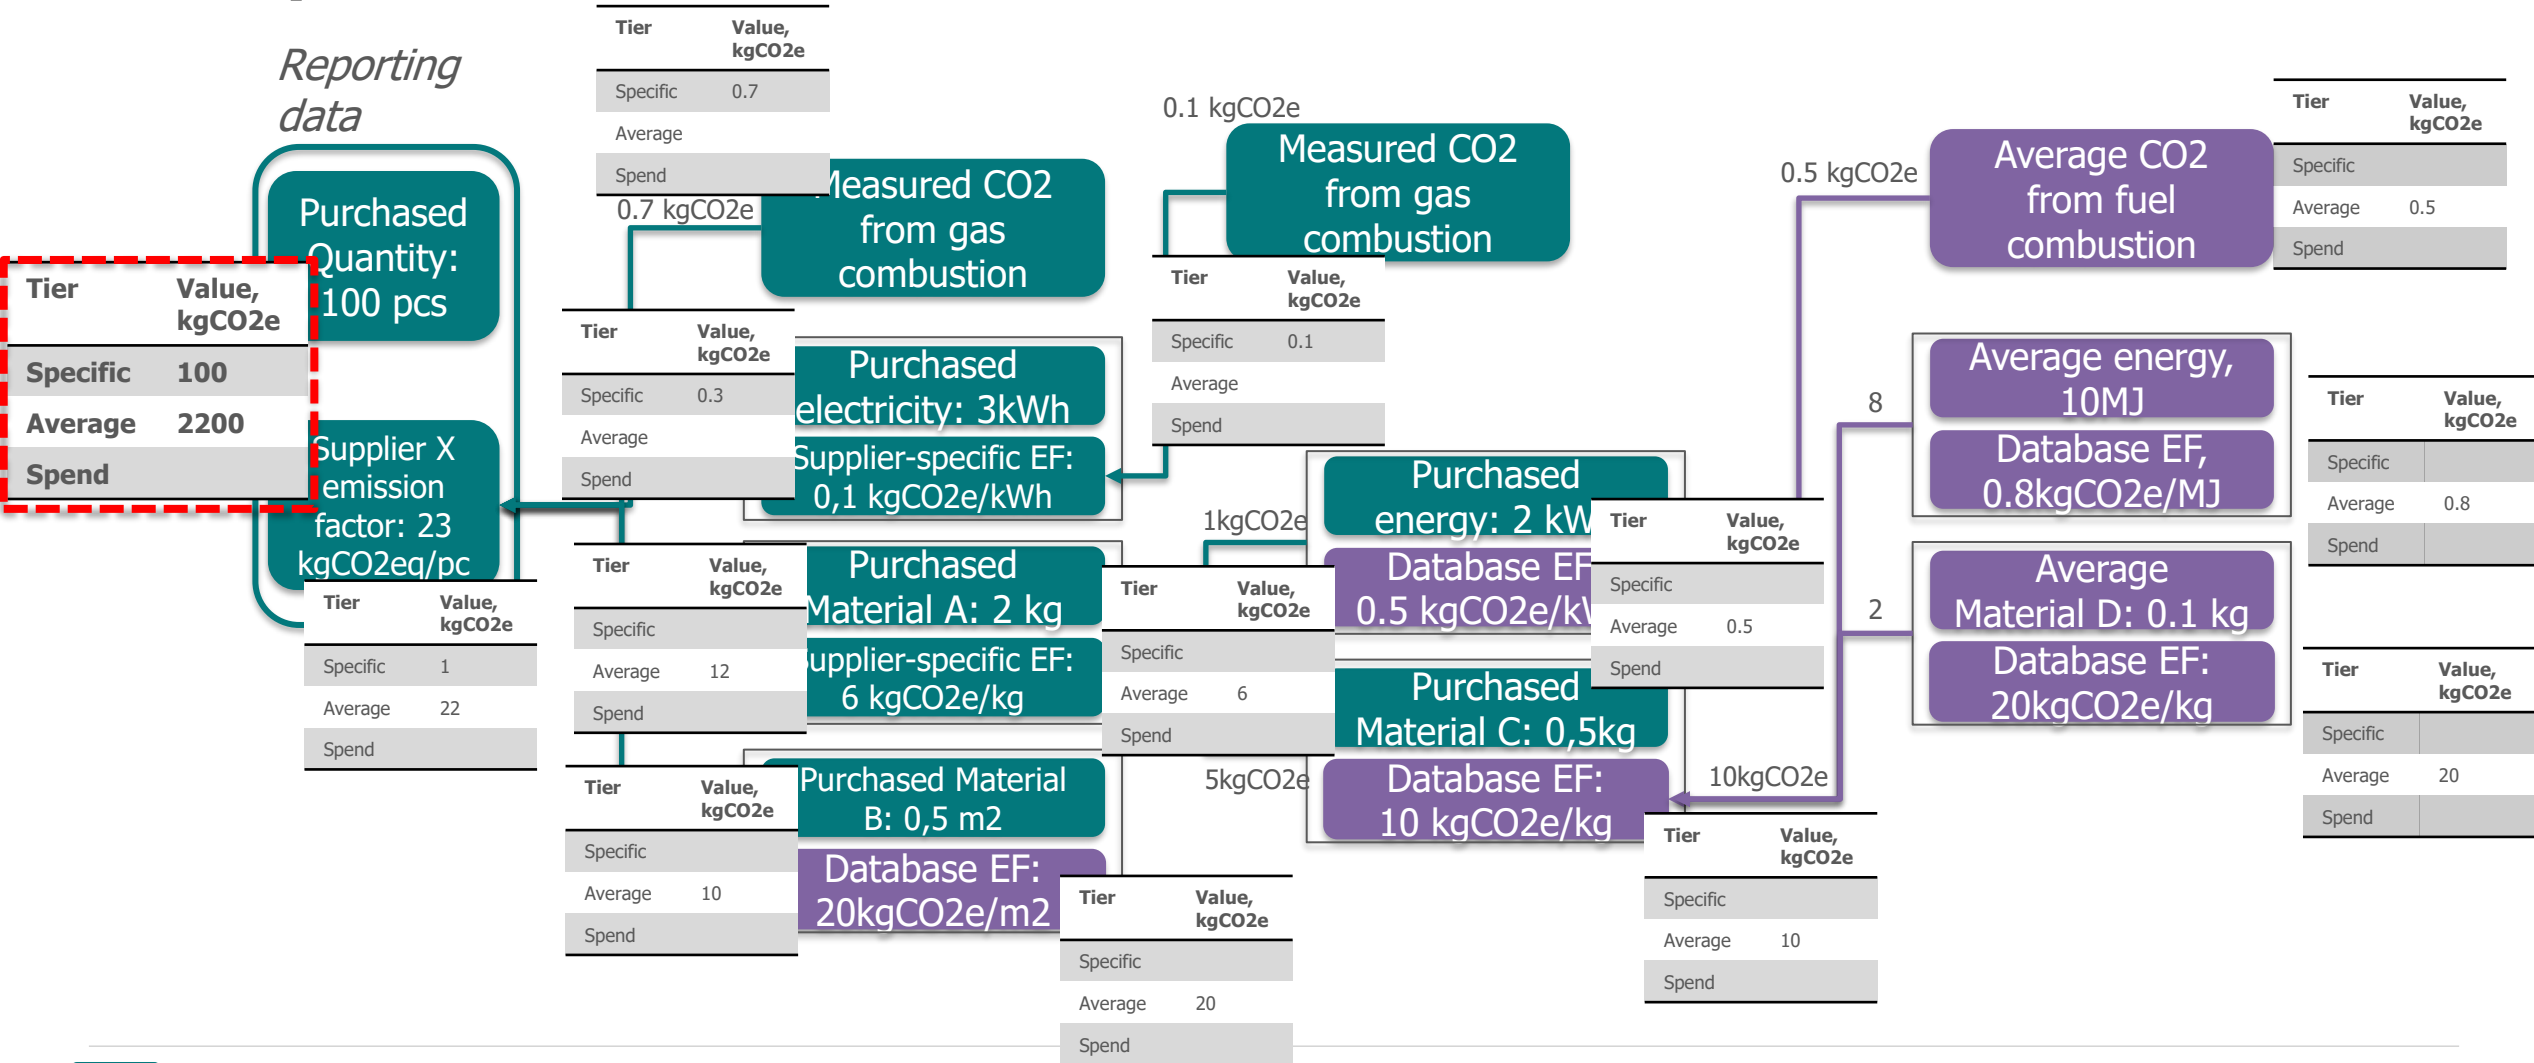 Reporting
data
Purchased
Quantity:
100 pcs
Supplier X
emission
factor: 23
kgCO2eq/pc
Tier Value,
kgCO2e
Specific 100
Average 2200
Spend
Tier Value,
kgCO2e
Specific 1
Average 22
Spend
Tier Value,
kgCO2e
Specific 0.7
Average
Spend
0.7 kgCO2e
Measured CO2
from gas
combustion
Tier Value,
kgCO2e
Specific 0.3
Average
Spend
Purchased
electricity: 3kWh
Supplier-specific EF:
0,1 kgCO2e/kWh
Tier Value,
kgCO2e
Specific
Average 12
Spend
Purchased
Material A: 2 kg
Supplier-specific EF:
6 kgCO2e/kg
Tier Value,
kgCO2e
Specific
Average 10
Spend
Purchased Material
B: 0,5 m2
Database EF:
20kgCO2e/m2
Tier Value,
kgCO2e
Specific
Average 20
Spend
0.1 kgCO2e
Measured CO2
from gas
combustion
Tier Value,
kgCO2e
Specific 0.1
Average
Spend
1kgCO2e
Purchased
energy: 2 kW
Database EF
0.5 kgCO2e/k
Tier Value,
kgCO2e
Specific
Average 6
Spend
5kgCO2e
Purchased
Material C: 0,5kg
Database EF:
10 kgCO2e/kg
Tier Value,
kgCO2e
Specific
Average 0.5
Spend
10kgCO2e
Tier Value,
kgCO2e
Specific
Average 10
Spend
0.5 kgCO2e
Average CO2
from fuel
combustion
Tier Value,
kgCO2e
Specific
Average 0.5
Spend
8
Average energy,
10MJ
Database EF,
0.8kgCO2e/MJ
Tier Value,
kgCO2e
Specific
Average 0.8
Spend
2
Average
Material D: 0.1 kg
Database EF:
20kgCO2e/kg
Tier Value,
kgCO2e
Specific
Average 20
Spend